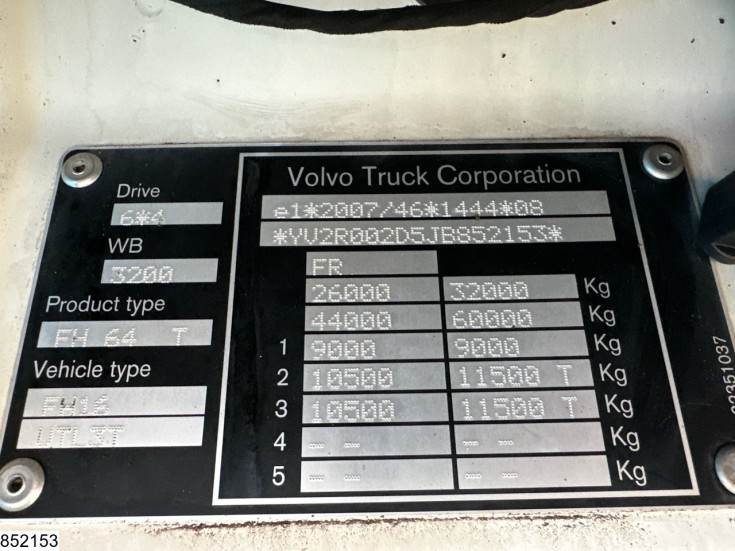 Drive
6*4
WB
3200
Product type
FH 64 T
Vehicle type
FH16
UTL3T
Volvo Truck Corporation
e1*2007/46*1444*08
*YV2R002D5JB852153*
FR
26000 32000 Kg
44000 60000 Kg
1 9000 9000 Kg
2 10500 11500 T Kg
3 10500 11500 T Kg
4 -- -- -- -- Kg
5 -- -- -- -- Kg
22351037
852153